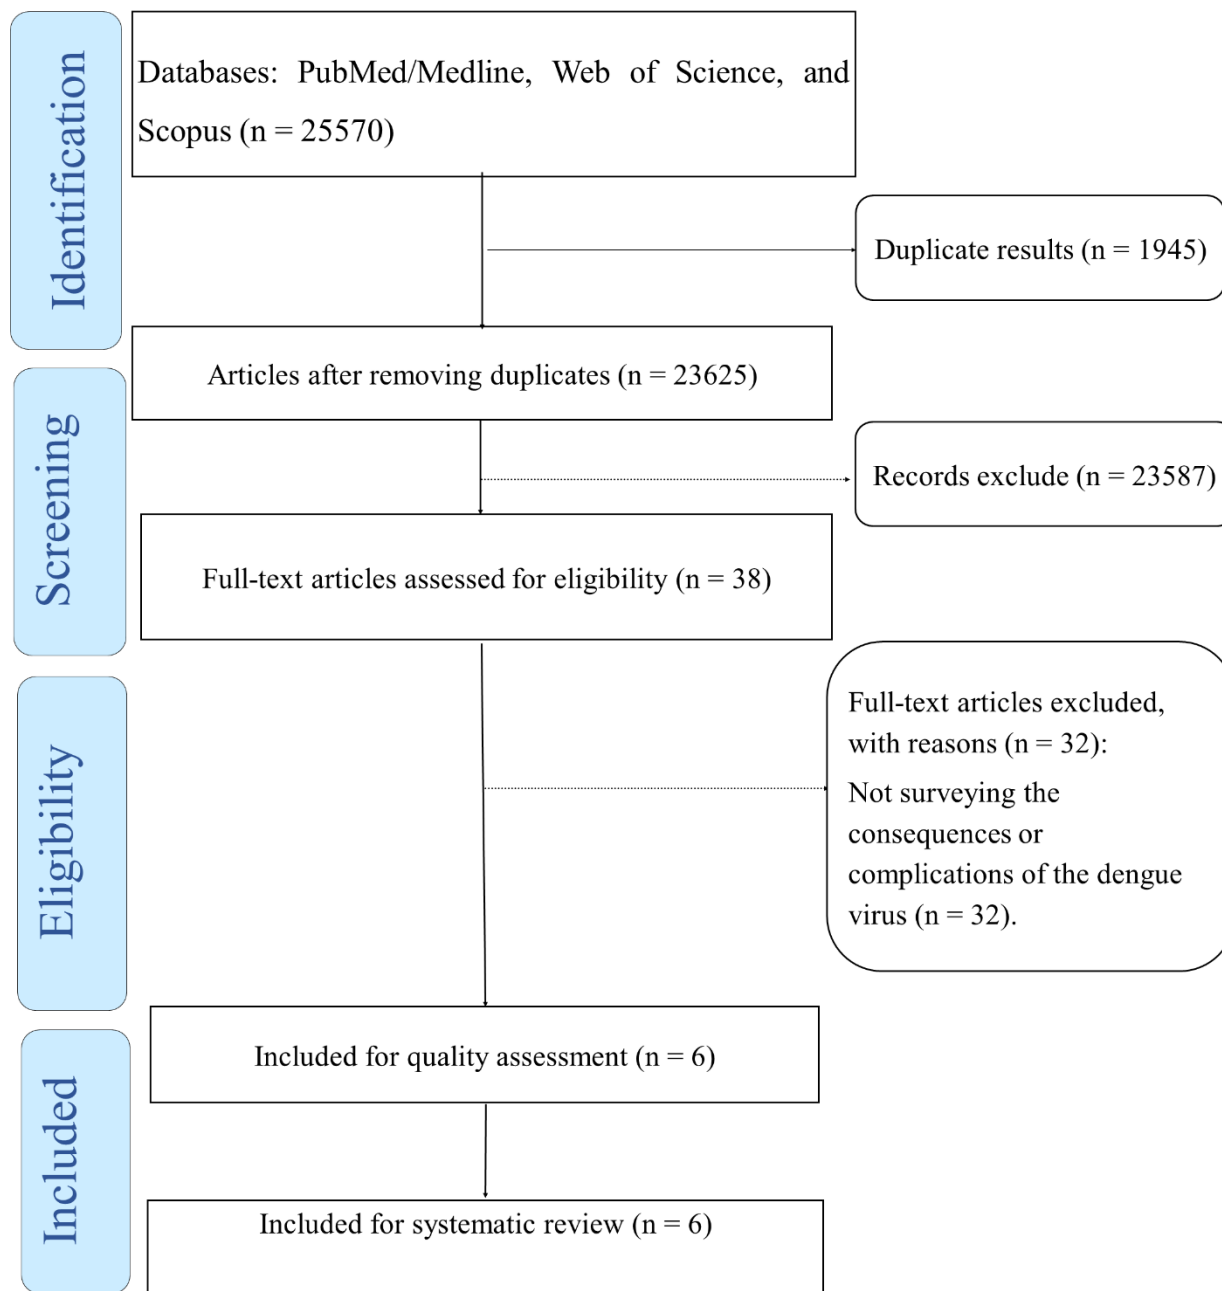 Identification
Databases: PubMed/Medline, Web of Science, and
Scopus (n = 25570)
Duplicate results (n = 1945)
Articles after removing duplicates (n = 23625)
Screening
Records exclude (n = 23587)
Full-text articles assessed for eligibility (n = 38)
Eligibility
Full-text articles excluded,
with reasons (n = 32):
Not surveying the
consequences or
complications of the dengue
virus (n = 32).
Included for quality assessment (n = 6)
Included
Included for systematic review (n = 6)